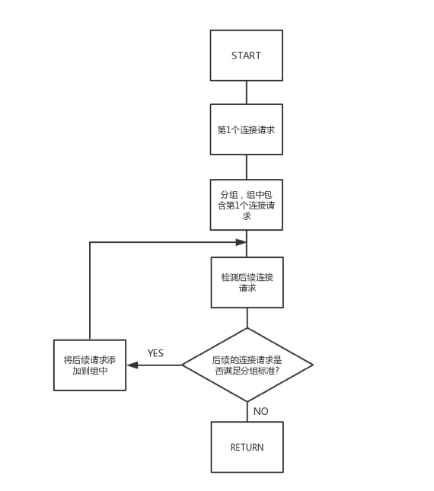 START
第1个连接请求
分组，组中包
含第1个连接请
求
检测后续连接
请求
后续的连接请求是
否满足分组标准?
YES
将后续请求添
加到组中
NO
RETURN